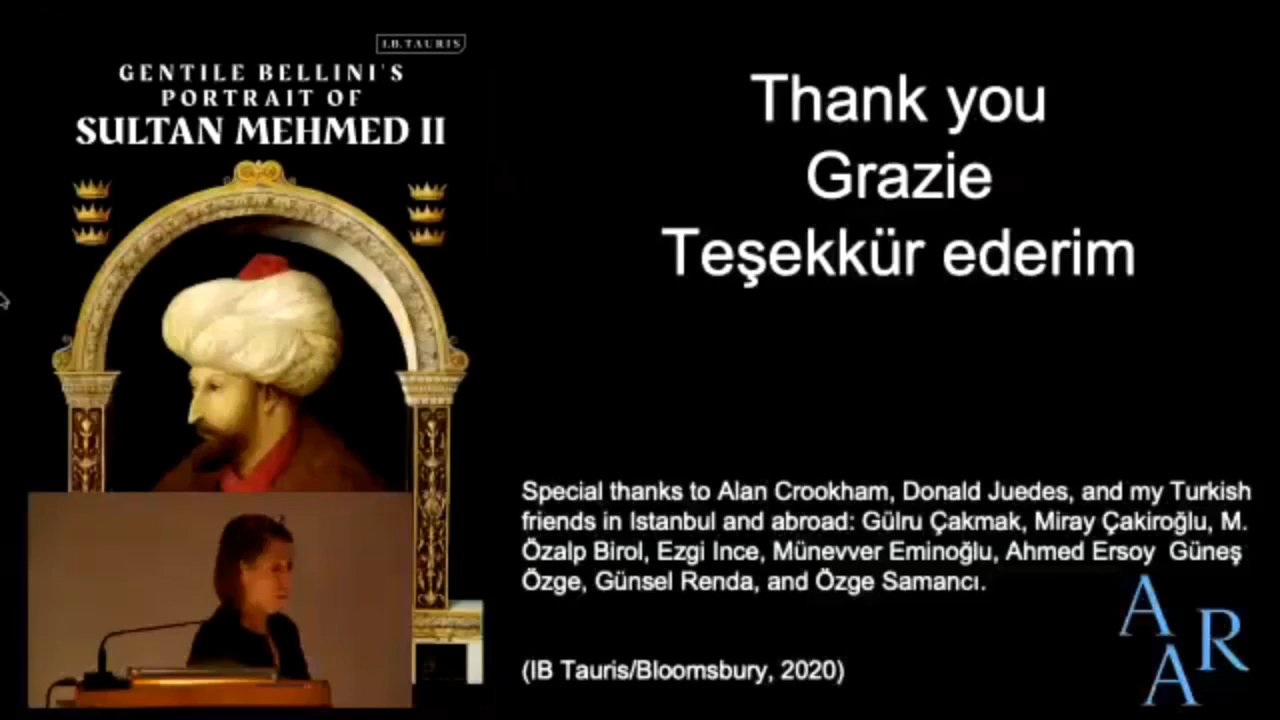 I.B.TAURIS
GENTILE BELLINI'S
PORTRAIT OF
SULTAN MEHMED II
Thank you
Grazie
Teşekkür ederim
Special thanks to Alan Crookham, Donald Juedes, and my Turkish
friends in Istanbul and abroad: Gülru Çakmak, Miray Çakiroğlu, M.
Özalp Birol, Ezgi Ince, Münevver Eminoğlu, Ahmed Ersoy Güneş
Özge, Günsel Renda, and Özge Samancı.
(IB Tauris/Bloomsbury, 2020)
A
A R